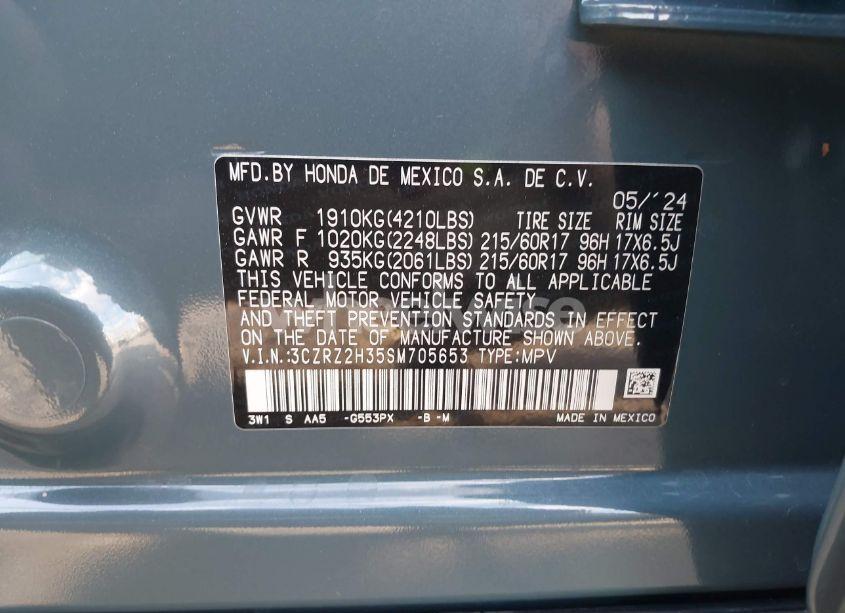 MFD.BY HONDA DE MEXICO S.A. DE C.V.
05/'24
GVWR 1910KG(4210LBS) TIRE SIZE RIM SIZE
GAWR F 1020KG(2248LBS) 215/60R17 96H 17X6.5J
GAWR R 935KG(2061LBS) 215/60R17 96H 17X6.5J
THIS VEHICLE CONFORMS TO ALL APPLICABLE
FEDERAL MOTOR VEHICLE SAFETY
AND THEFT PREVENTION STANDARDS IN EFFECT
ON THE DATE OF MANUFACTURE SHOWN ABOVE.
V.I.N.:3CZRZ2H35SM705653 TYPE:MPV
3W1 S AA5 -G553PX -B -M MADE IN MEXICO